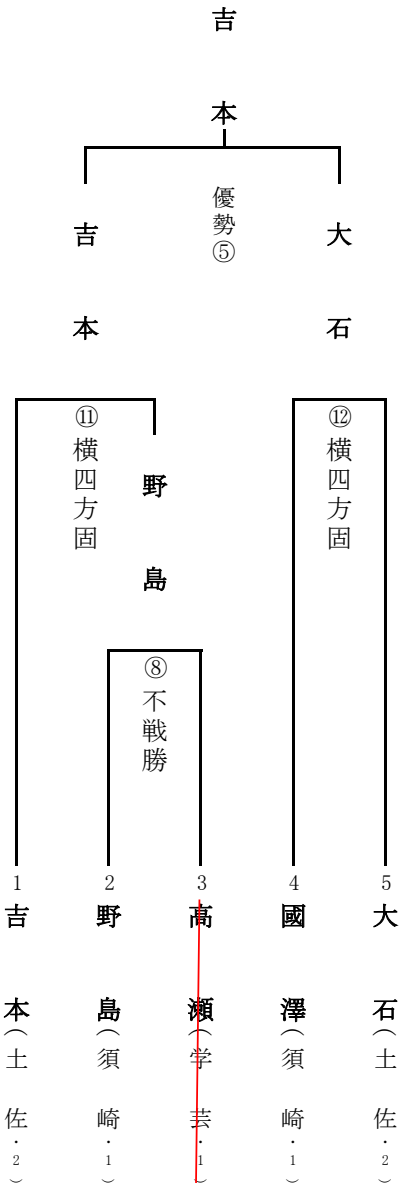 吉本
優勢⑤
吉本
大石
⑪横四方固
⑫横四方固
野島
⑧不戦勝
1
2
3
4
5
吉本(土佐・2)
野島(須崎・1)
高瀬(学芸・1)
國澤(須崎・1)
大石(土佐・2)